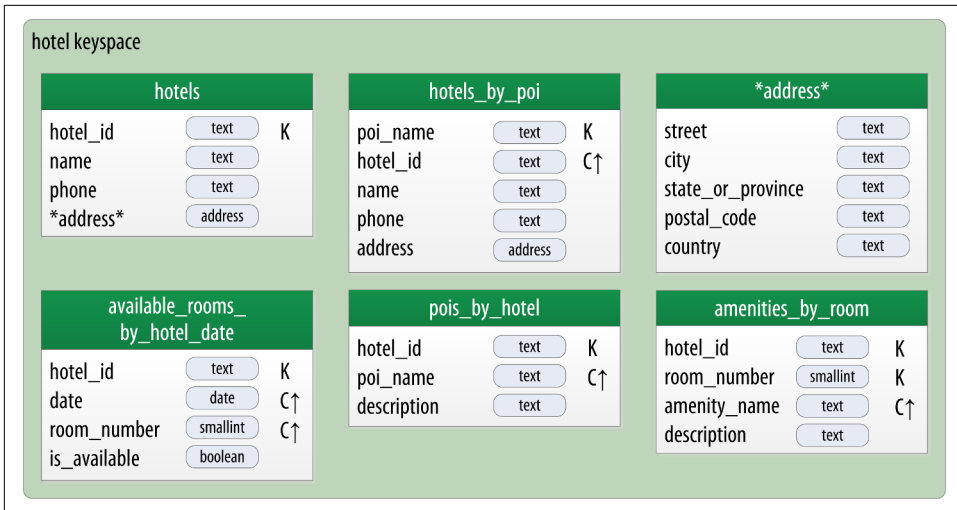 hotel keyspace
hotels
hotel_id text K
name text
phone text
*address* address
hotels_by_poi
poi_name text K
hotel_id text C↑
name text
phone text
address address
*address*
street text
city text
state_or_province text
postal_code text
country text
available_rooms_
by_hotel_date
hotel_id text K
date date C↑
room_number smallint C↑
is_available boolean
pois_by_hotel
hotel_id text K
poi_name text C↑
description text
amenities_by_room
hotel_id text K
room_number smallint K
amenity_name text C↑
description text